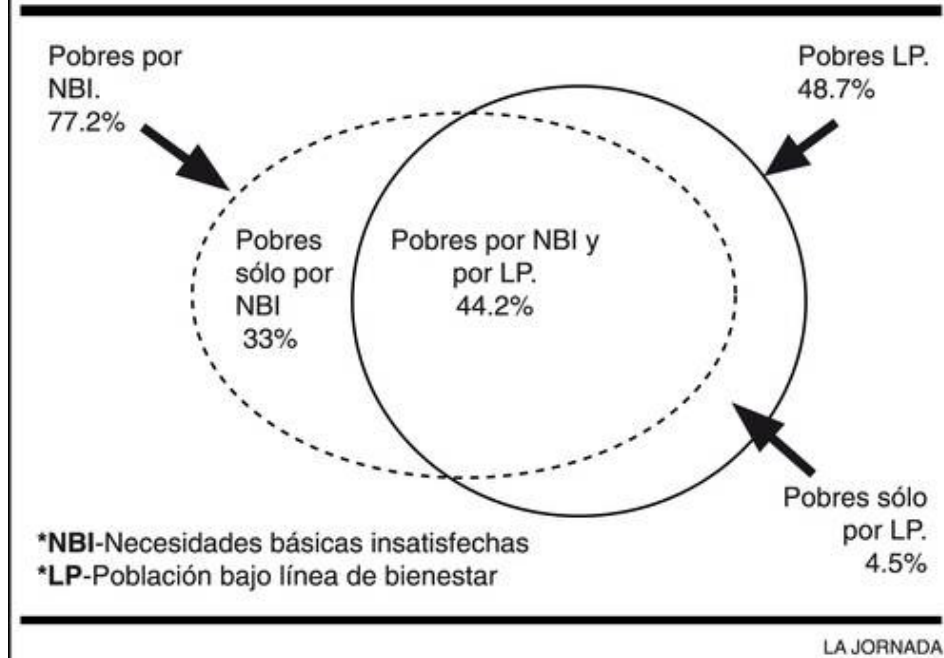 Pobres por
NBI.
77.2%
Pobres LP.
48.7%
Pobres
sólo por
NBI
33%
Pobres por NBI y
por LP.
44.2%
Pobres sólo
por LP.
4.5%
*NBI-Necesidades básicas insatisfechas
*LP-Población bajo línea de bienestar
LA JORNADA